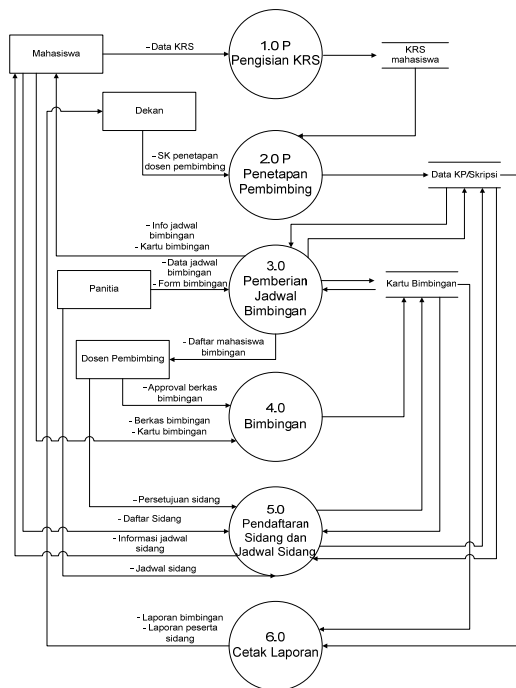 Mahasiswa
- Data KRS
1.0 P
Pengisian KRS
KRS
mahasiswa
Dekan
- SK penetapan
dosen pembimbing
2.0 P
Penetapan
Pembimbing
Data KP/Skripsi
- Info jadwal
bimbingan
- Kartu bimbingan
- Data jadwal
bimbingan
- Form bimbingan
Panitia
3.0
Pemberian
Jadwal
Bimbingan
Kartu Bimbingan
- Daftar mahasiswa
bimbingan
Dosen Pembimbing
- Approval berkas
bimbingan
- Berkas bimbingan
- Kartu bimbingan
4.0
Bimbingan
- Persetujuan sidang
- Daftar Sidang
- Informasi jadwal
sidang
- Jadwal sidang
5.0
Pendaftaran
Sidang dan
Jadwal Sidang
- Laporan bimbingan
- Laporan peserta
sidang
6.0
Cetak Laporan